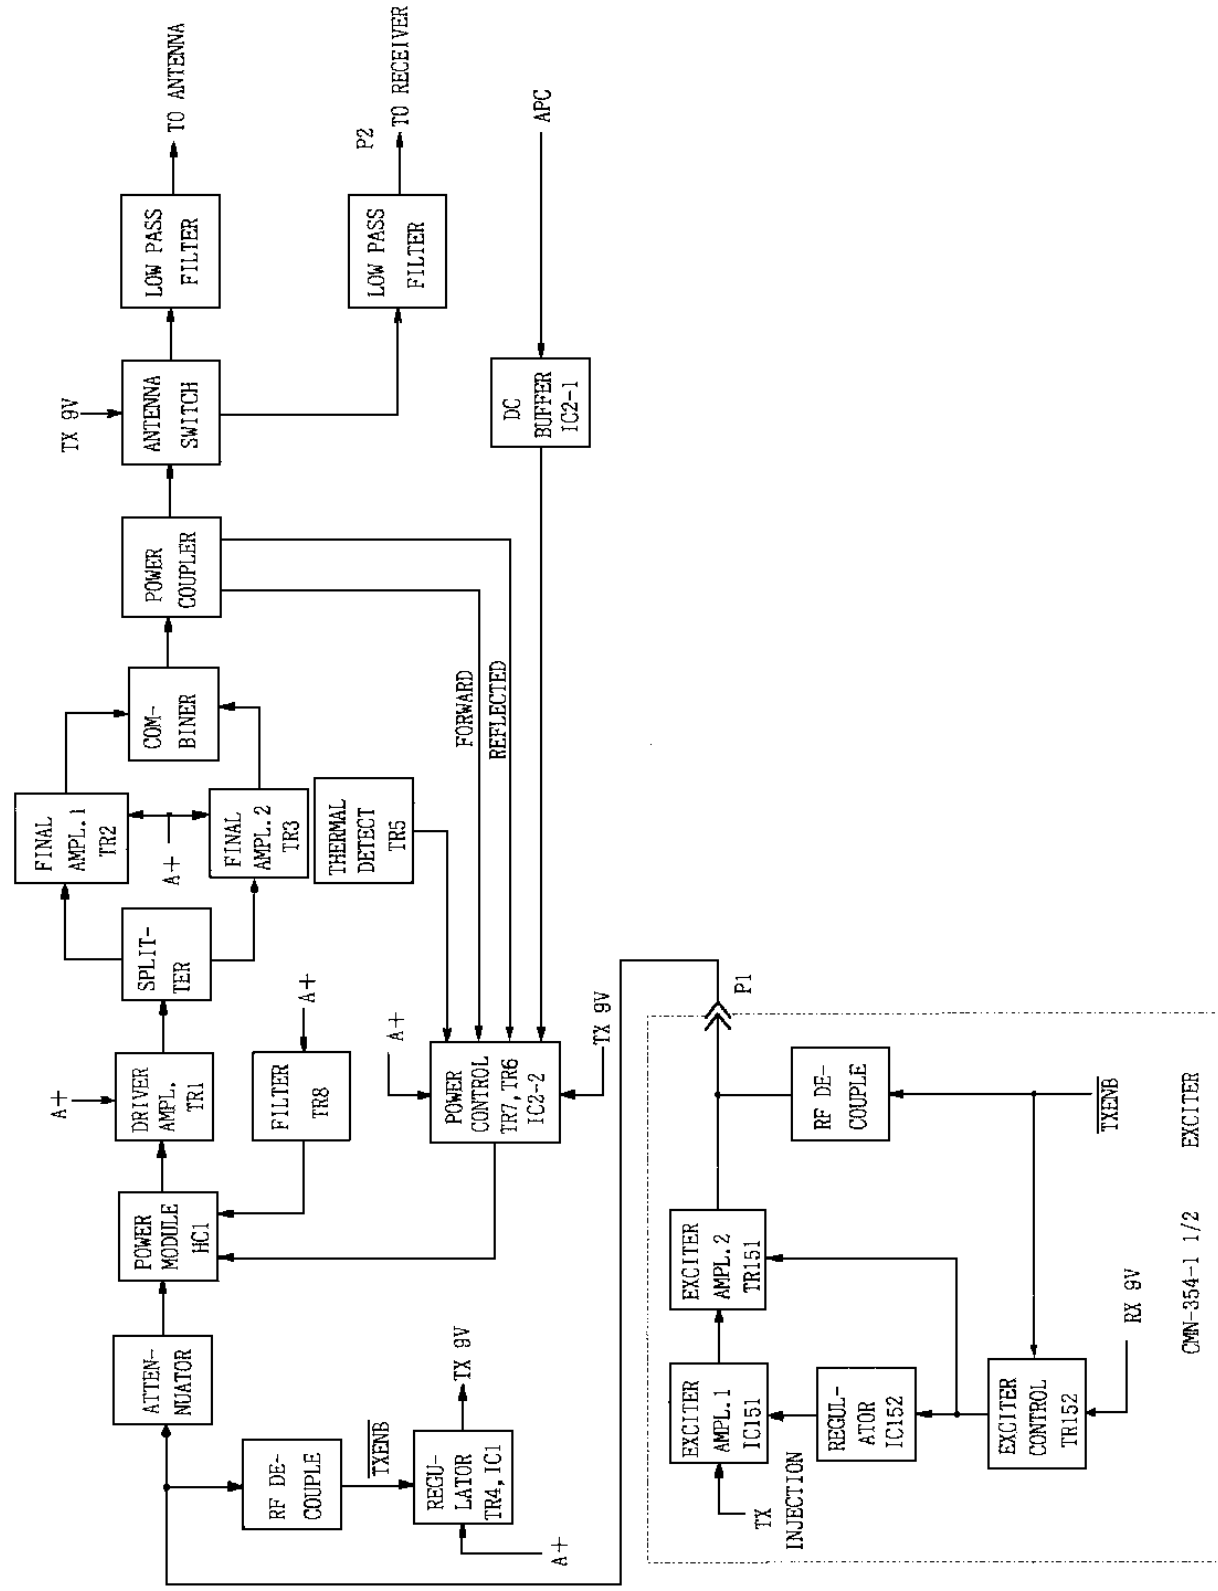 TO ANTENNA
LOW PASS
FILTER
P2
TO RECEIVER
LOW PASS
FILTER
APC
TX 9V
ANTENNA
SWITCH
DC
BUFFER
IC2-1
POWER
COUPLER
COM-
BINER
FORWARD
REFLECTED
FINAL
AMPL.1
TR2
A+
FINAL
AMPL.2
TR3
THERMAL
DETECT
TR5
SPLIT-
TER
A+
DRIVER
AMPL.
TR1
A+
FILTER
TR8
A+
POWER
CONTROL
TR7,TR6
IC2-2
TX 9V
POWER
MODULE
HC1
ATTEN-
NUATOR
RF DE-
COUPLE
TXENB
REGU-
LATOR
TR4,IC1
TX 9V
A+
P1
RF DE-
COUPLE
TXENB
EXCITER
AMPL.2
TR151
EXCITER
AMPL.1
IC151
TX
INJECTION
REGUL-
ATOR
IC152
EXCITER
CONTROL
TR152
RX 9V
CMN-354-1 1/2 EXCITER